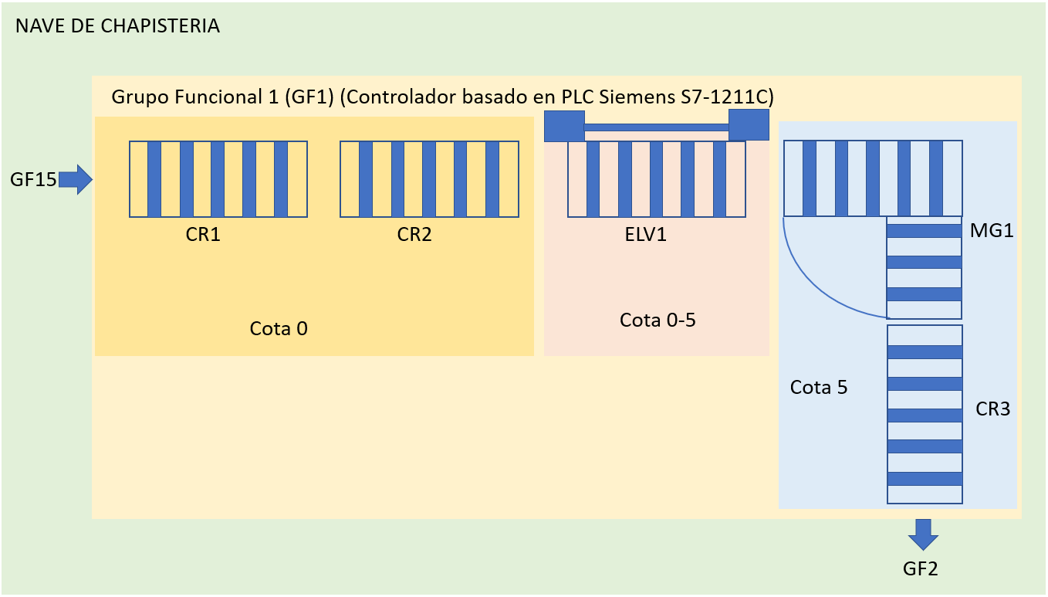 NAVE DE CHAPISTERIA
Grupo Funcional 1 (GF1) (Controlador basado en PLC Siemens S7-1211C)
GF15
CR1
CR2
ELV1
MG1
Cota 0
Cota 0-5
Cota 5
CR3
GF2